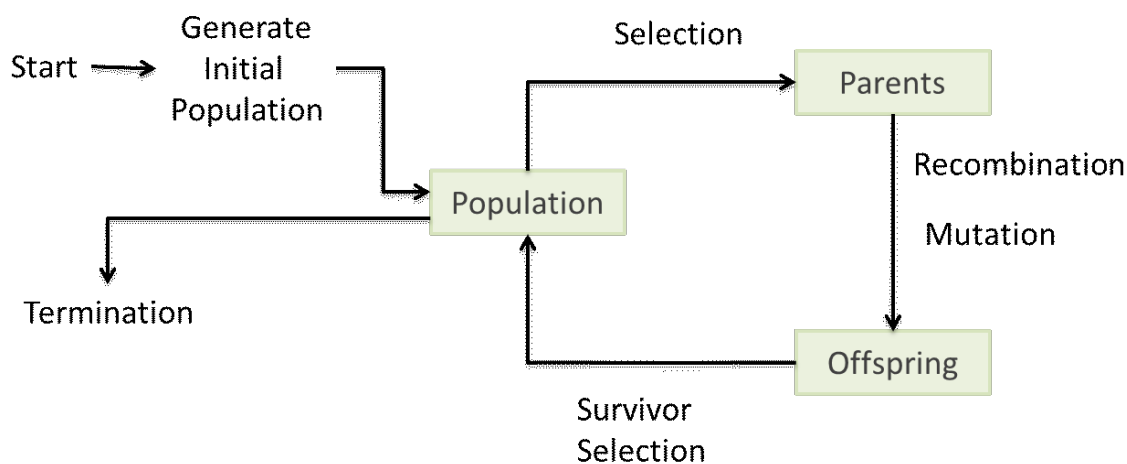 Start
Generate
Initial
Population
Selection
Parents
Recombination
Mutation
Population
Termination
Offspring
Survivor
Selection